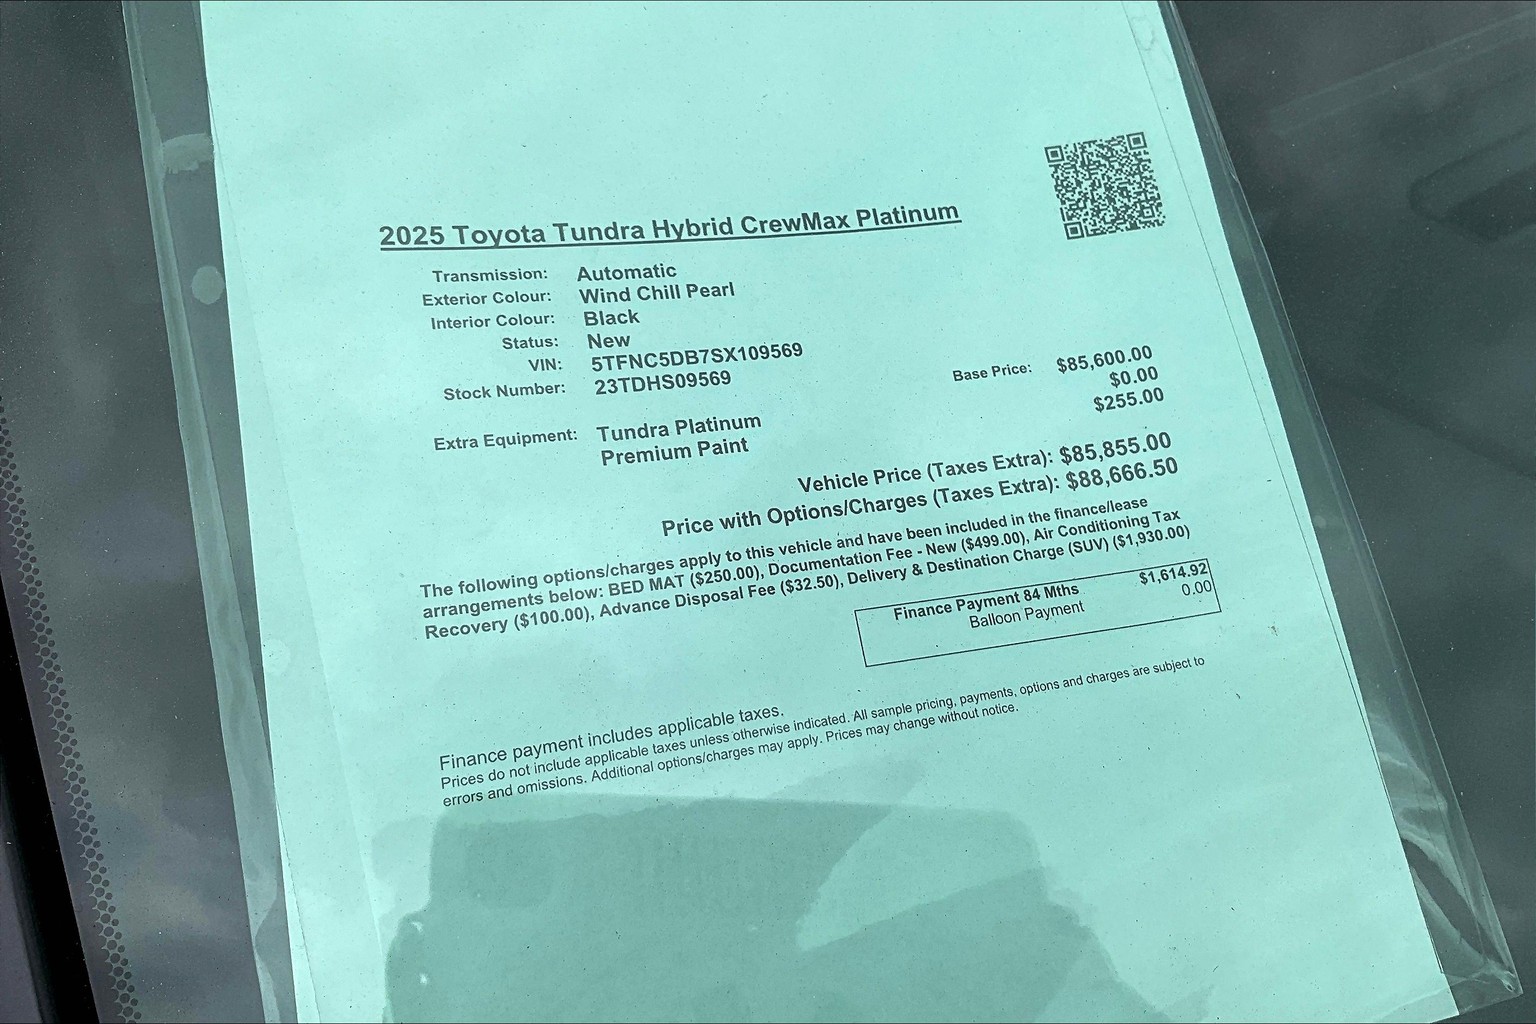 2025 Toyota Tundra Hybrid CrewMax Platinum
Transmission: Automatic
Exterior Colour: Wind Chill Pearl
Interior Colour: Black
Status: New
VIN: 5TFNC5DB7SX109569
Stock Number: 23TDHS09569
Base Price: $85,600.00
Extra Equipment: Tundra Platinum $0.00
Premium Paint $255.00
Vehicle Price (Taxes Extra): $85,855.00
Price with Options/Charges (Taxes Extra): $88,666.50
The following options/charges apply to this vehicle and have been included in the finance/lease
arrangements below: BED MAT ($250.00), Documentation Fee - New ($499.00), Air Conditioning Tax
Recovery ($100.00), Advance Disposal Fee ($32.50), Delivery & Destination Charge (SUV) ($1,930.00)
Finance Payment 84 Mths $1,614.92
Balloon Payment 0.00
Finance payment includes applicable taxes.
Prices do not include applicable taxes unless otherwise indicated. All sample pricing, payments, options and charges are subject to
errors and omissions. Additional options/charges may apply. Prices may change without notice.